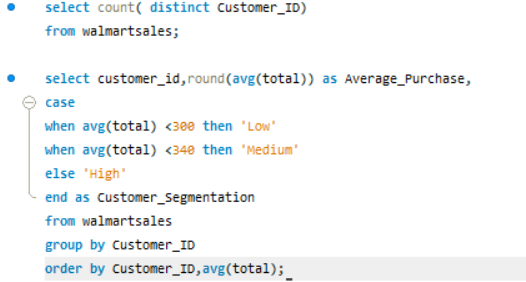 select count( distinct Customer_ID)
from walmartsales;
select customer_id,round(avg(total)) as Average_Purchase,
case
when avg(total) <300 then 'Low'
when avg(total) <340 then 'Medium'
else 'High'
end as Customer_Segmentation
from walmartsales
group by Customer_ID
order by Customer_ID,avg(total);